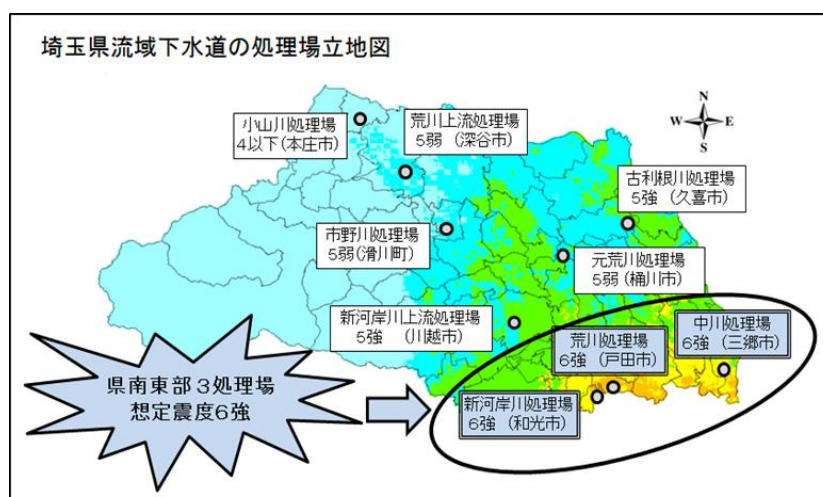 埼玉県流域下水道の処理場立地図
N
W E
S
小山川処理場
4以下(本庄市)
荒川上流処理場
5弱 (深谷市)
古利根川処理場
5強 (久喜市)
市野川処理場
5弱(滑川町)
元荒川処理場
5弱 (桶川市)
新河岸川上流処理場
5強 (川越市)
中川処理場
6強 (三郷市)
荒川処理場
6強 (戸田市)
新河岸川処理場
6強 (和光市)
県南東部3処理場
想定震度6強